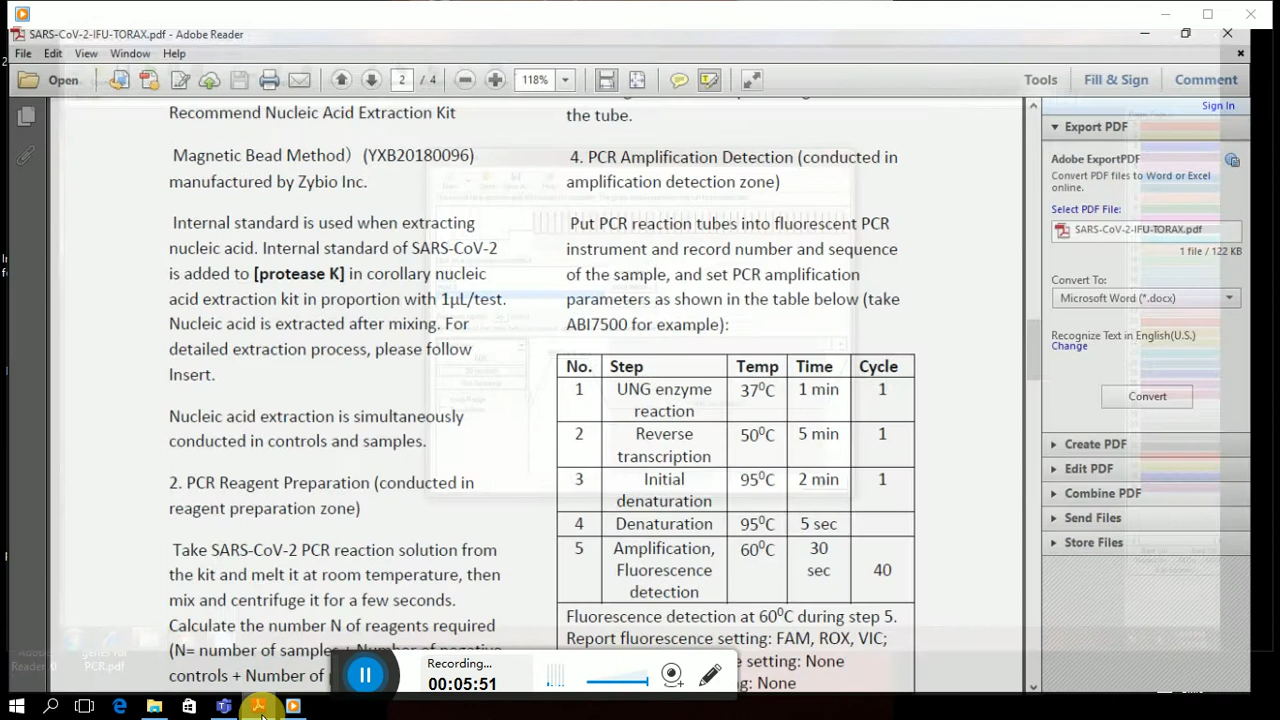 SARS-CoV-2-IFU-TORAX.pdf - Adobe Reader
File Edit View Window Help
Open 2 / 4 118% Tools Fill & Sign Comment
Sign In
Recommend Nucleic Acid Extraction Kit
Magnetic Bead Method）(YXB20180096)
manufactured by Zybio Inc.
Internal standard is used when extracting
nucleic acid. Internal standard of SARS-CoV-2
is added to [protease K] in corollary nucleic
acid extraction kit in proportion with 1μL/test.
Nucleic acid is extracted after mixing. For
detailed extraction process, please follow
Insert.
Nucleic acid extraction is simultaneously
conducted in controls and samples.
2. PCR Reagent Preparation (conducted in
reagent preparation zone)
Take SARS-CoV-2 PCR reaction solution from
the kit and melt it at room temperature, then
mix and centrifuge it for a few seconds.
Calculate the number N of reagents required
(N= number of samples + Number of negative
controls + Number of
the tube.
4. PCR Amplification Detection (conducted in
amplification detection zone)
Put PCR reaction tubes into fluorescent PCR
instrument and record number and sequence
of the sample, and set PCR amplification
parameters as shown in the table below (take
ABI7500 for example):
No. Step Temp Time Cycle
1 UNG enzyme reaction 37⁰C 1 min 1
2 Reverse transcription 50⁰C 5 min 1
3 Initial denaturation 95⁰C 2 min 1
4 Denaturation 95⁰C 5 sec
5 Amplification, Fluorescence detection 60⁰C 30 sec 40
Fluorescence detection at 60⁰C during step 5.
Report fluorescence setting: FAM, ROX, VIC;
setting: None
ng: None
Export PDF
Adobe ExportPDF
Convert PDF files to Word or Excel
online.
Select PDF File:
SARS-CoV-2-IFU-TORAX.pdf
1 file / 122 KB
Convert To:
Microsoft Word (*.docx)
Recognize Text in English(U.S.)
Change
Convert
Create PDF
Edit PDF
Combine PDF
Send Files
Store Files
Adobe
Reader
genes for
PCR.pdf
Recording...
00:05:51